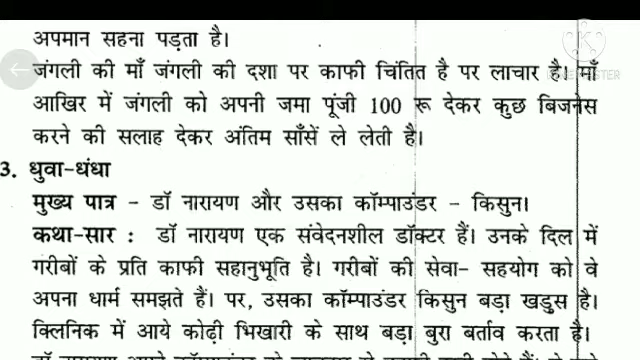 अपमान सहना पड़ता है।
जंगली की माँ जंगली की दशा पर काफी चिंतित है पर लाचार है। माँ
आखिर में जंगली को अपनी जमा पूंजी 100 रू देकर कुछ बिजनेस
करने की सलाह देकर अंतिम साँसें ले लेती है।
3. धुवा-धंधा
मुख्य पात्र - डॉ नारायण और उसका कॉम्पाउंडर - किसुन।
कथा-सार : डॉ नारायण एक संवेदनशील डॉक्टर हैं। उनके दिल में
गरीबों के प्रति काफी सहानुभूति है। गरीबों की सेवा- सहयोग को वे
अपना धार्म समझते हैं। पर, उसका कॉम्पाउंडर किसुन बड़ा खड़ुस है।
क्लिनिक में आये कोढ़ी भिखारी के साथ बड़ा बुरा बर्ताव करता है।